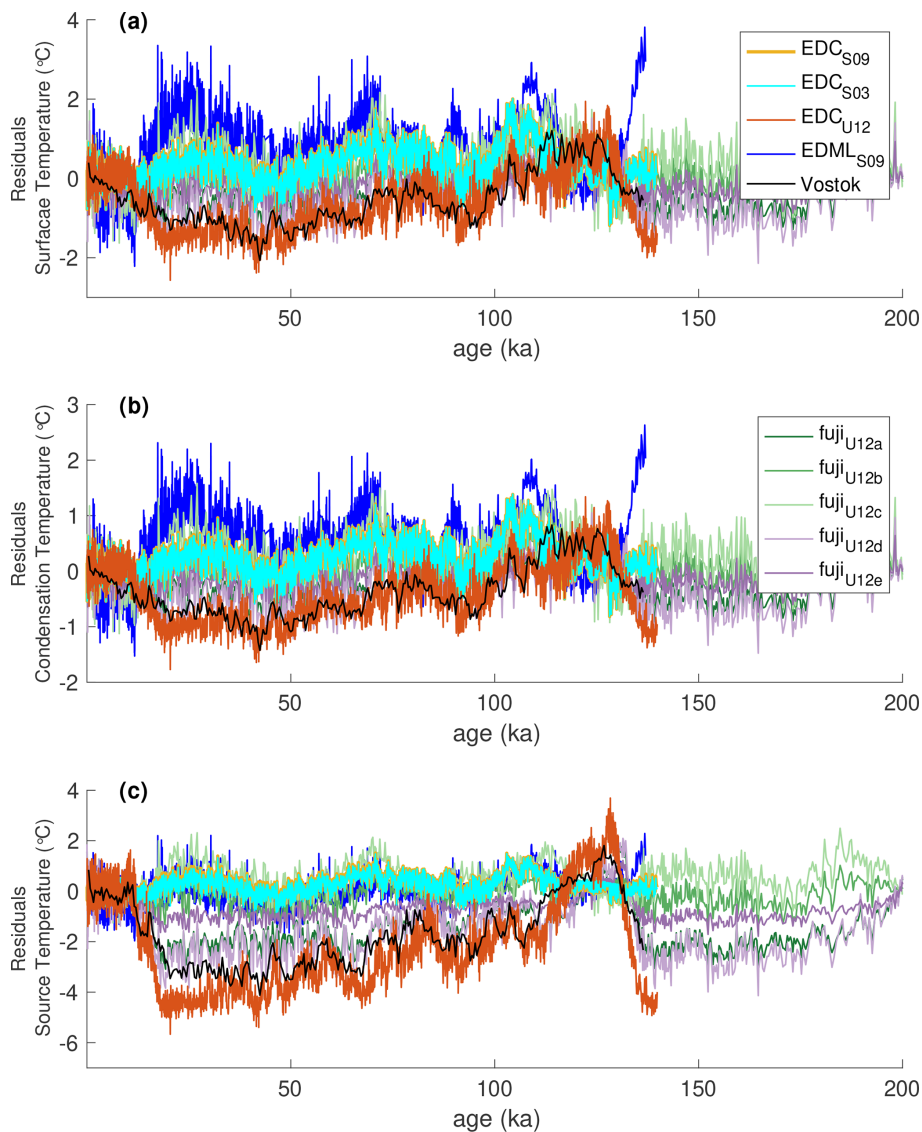 (a)
Residuals
Surfacae Temperature (°C)
4
2
0
-2
50
100
150
200
age (ka)
EDC_S09
EDC_S03
EDC_U12
EDML_S09
Vostok
(b)
Residuals
Condensation Temperature (°C)
3
2
1
0
-1
-2
50
100
150
200
age (ka)
fuji_U12a
fuji_U12b
fuji_U12c
fuji_U12d
fuji_U12e
(c)
Residuals
Source Temperature (°C)
4
2
0
-2
-4
-6
50
100
150
200
age (ka)